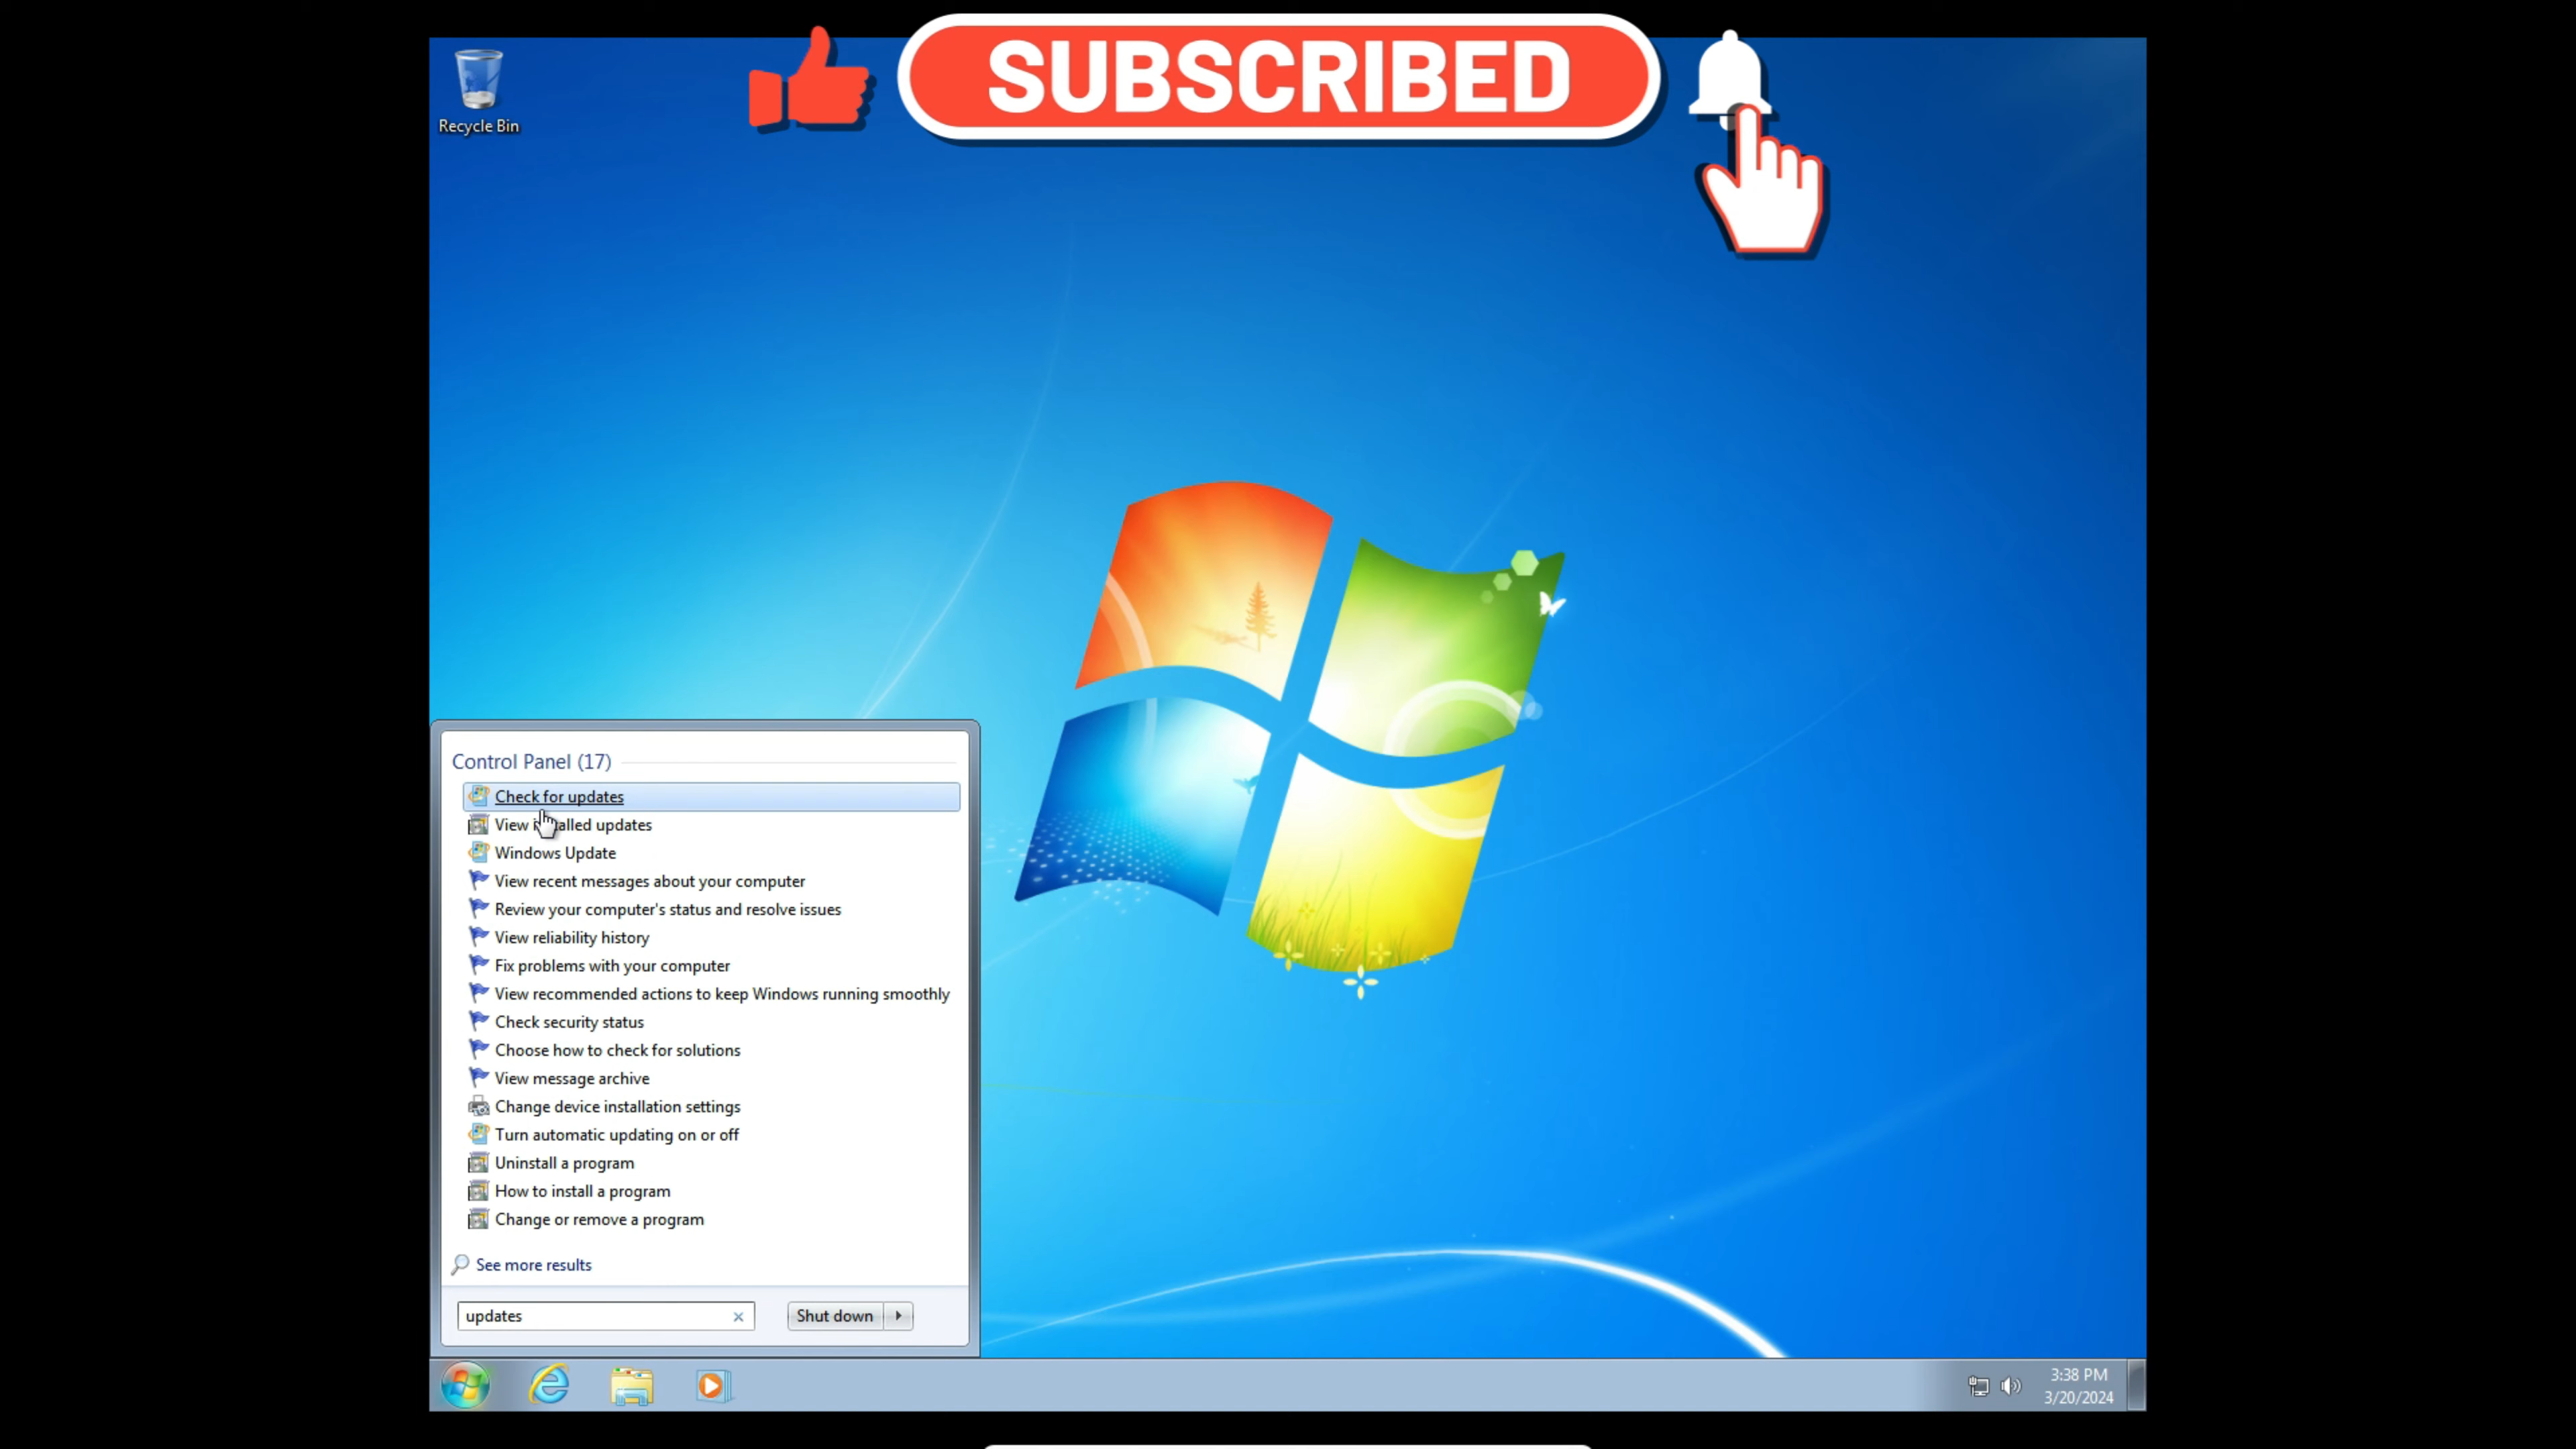 SUBSCRIBED
Recycle Bin
Control Panel (17)
Check for updates
View installed updates
Windows Update
View recent messages about your computer
Review your computer's status and resolve issues
View reliability history
Fix problems with your computer
View recommended actions to keep Windows running smoothly
Check security status
Choose how to check for solutions
View message archive
Change device installation settings
Turn automatic updating on or off
Uninstall a program
How to install a program
Change or remove a program
See more results
updates
Shut down
3:38 PM
3/20/2024